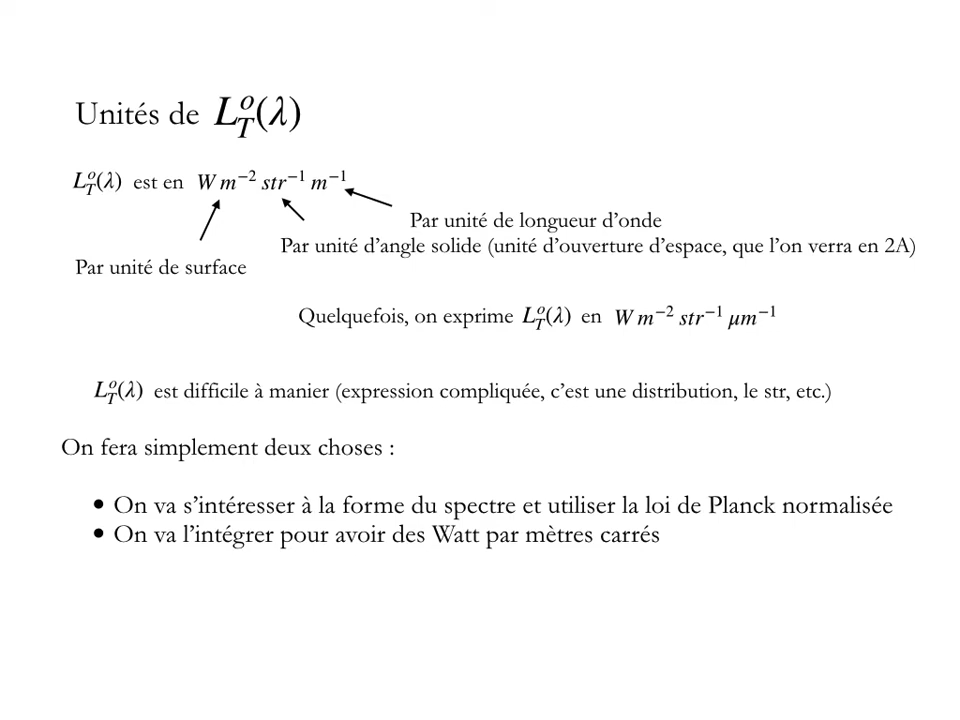 Unités de L_T^o(λ)
L_T^o(λ) est en W m⁻² str⁻¹ m⁻¹
Par unité de longueur d’onde
Par unité d’angle solide (unité d’ouverture d’espace, que l’on verra en 2A)
Par unité de surface
Quelquefois, on exprime L_T^o(λ) en W m⁻² str⁻¹ μm⁻¹
L_T^o(λ) est difficile à manier (expression compliquée, c’est une distribution, le str, etc.)
On fera simplement deux choses :
• On va s’intéresser à la forme du spectre et utiliser la loi de Planck normalisée
• On va l’intégrer pour avoir des Watt par mètres carrés